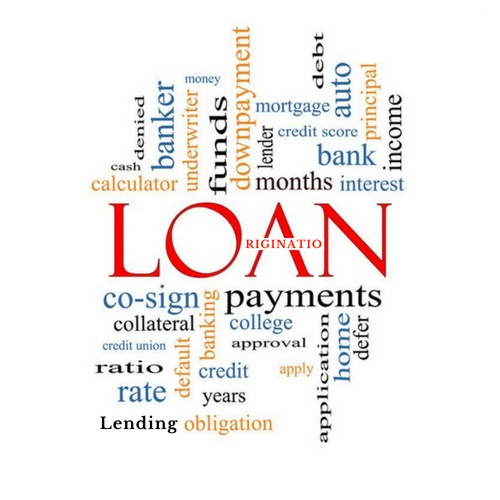 money
debt
downpayment
auto
principal
banker
underwriter
denied
funds
mortgage
income
lender
credit score
bank
cash
calculator
months
interest
LOAN
RIGINATIO
co-sign
payments
banking
collateral
college
application
home
defer
credit union
default
approval
ratio
credit
apply
rate
years
Lending
obligation